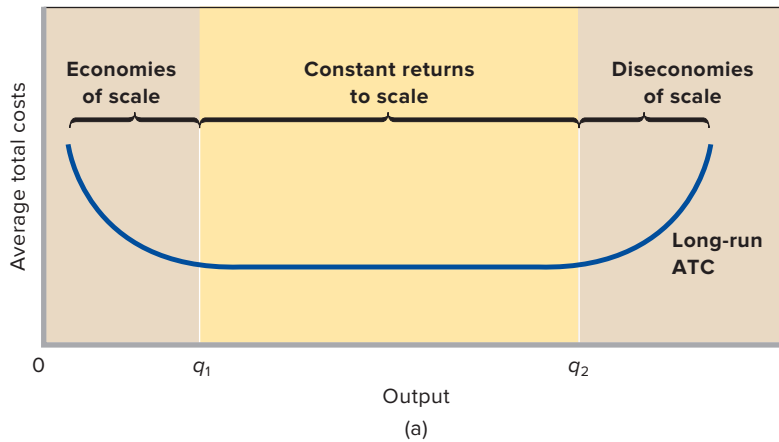 Economies
of scale
Constant returns
to scale
Diseconomies
of scale
Average total costs
Long-run
ATC
0
q₁
q₂
Output
(a)